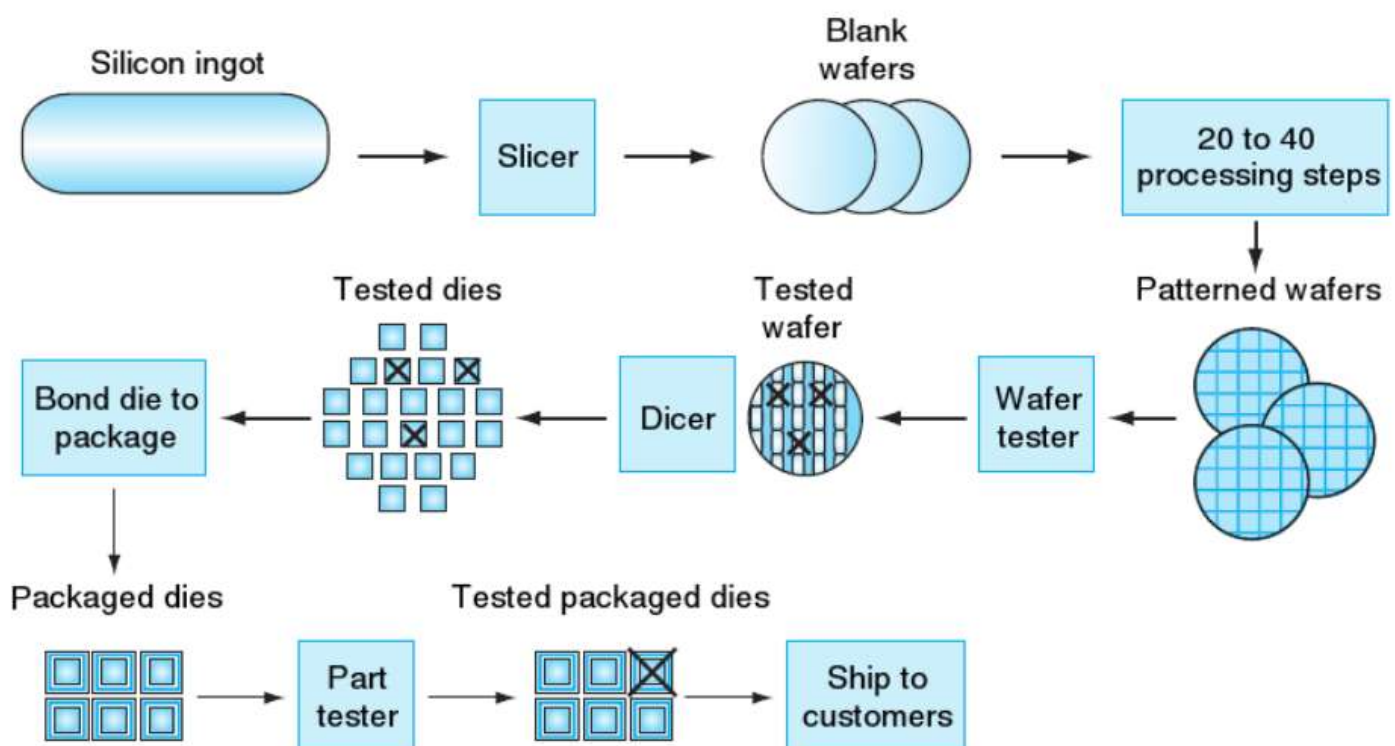 Silicon ingot
Slicer
Blank
wafers
20 to 40
processing steps
Tested dies
Tested
wafer
Patterned wafers
Bond die to
package
Dicer
Wafer
tester
Packaged dies
Tested packaged dies
Part
tester
Ship to
customers